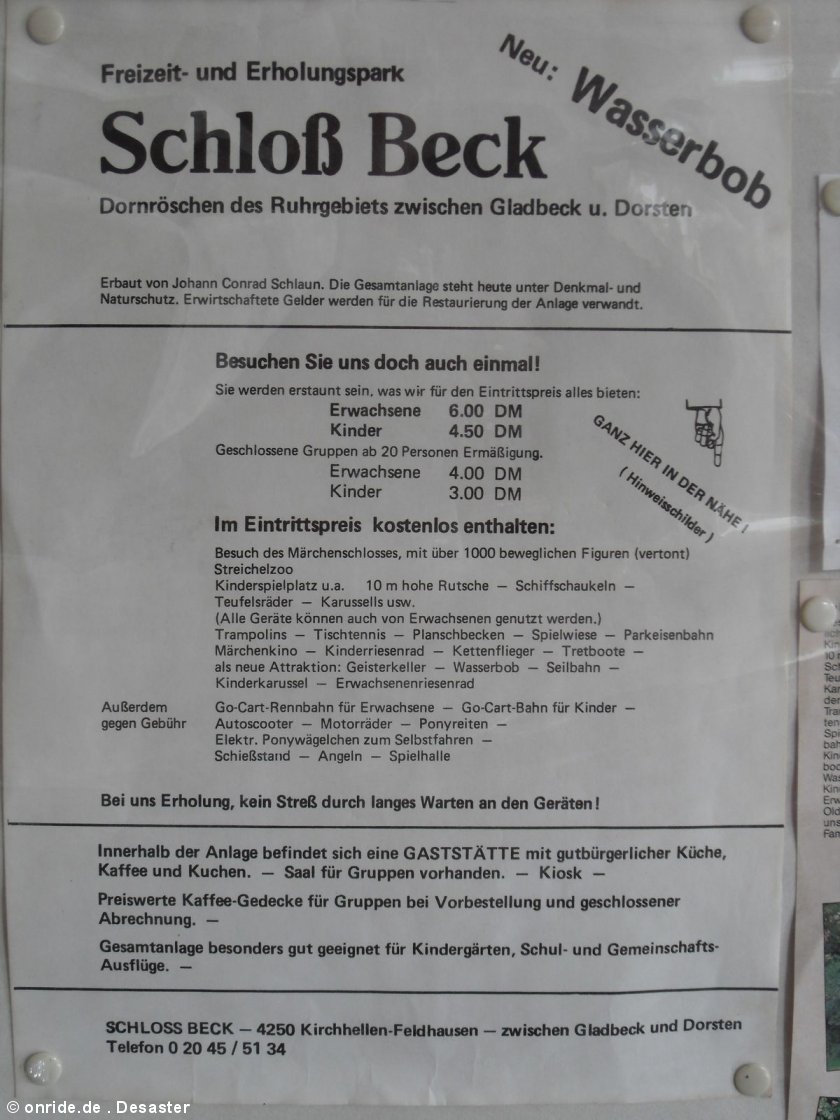 Neu: Wasserbob
Freizeit- und Erholungspark
Schloß Beck
Dornröschen des Ruhrgebiets zwischen Gladbeck u. Dorsten
Erbaut von Johann Conrad Schlaun. Die Gesamtanlage steht heute unter Denkmal- und
Naturschutz. Erwirtschaftete Gelder werden für die Restaurierung der Anlage verwandt.
Besuchen Sie uns doch auch einmal!
Sie werden erstaunt sein, was wir für den Eintrittspreis alles bieten:
Erwachsene 6.00 DM
Kinder 4.50 DM
Geschlossene Gruppen ab 20 Personen Ermäßigung.
Erwachsene 4.00 DM
Kinder 3.00 DM
GANZ HIER IN DER NÄHE!
(Hinweisschilder)
Im Eintrittspreis kostenlos enthalten:
Besuch des Märchenschlosses, mit über 1000 beweglichen Figuren (vertont)
Streichelzoo
Kinderspielplatz u.a. 10 m hohe Rutsche — Schiffschaukeln —
Teufelsräder — Karussells usw.
(Alle Geräte können auch von Erwachsenen genutzt werden.)
Trampolins — Tischtennis — Planschbecken — Spielwiese — Parkeisenbahn
Märchenkino — Kinderriesenrad — Kettenflieger — Tretboote —
als neue Attraktion: Geisterkeller — Wasserbob — Seilbahn —
Kinderkarussel — Erwachsenenriesenrad
Außerdem
gegen Gebühr
Go-Cart-Rennbahn für Erwachsene — Go-Cart-Bahn für Kinder —
Autoscooter — Motorräder — Ponyreiten —
Elektr. Ponywägelchen zum Selbstfahren —
Schießstand — Angeln — Spielhalle
Bei uns Erholung, kein Streß durch langes Warten an den Geräten!
Innerhalb der Anlage befindet sich eine GASTSTÄTTE mit gutbürgerlicher Küche,
Kaffee und Kuchen. — Saal für Gruppen vorhanden. — Kiosk —
Preiswerte Kaffee-Gedecke für Gruppen bei Vorbestellung und geschlossener
Abrechnung. —
Gesamtanlage besonders gut geeignet für Kindergärten, Schul- und Gemeinschafts-
Ausflüge. —
SCHLOSS BECK — 4250 Kirchhellen-Feldhausen — zwischen Gladbeck und Dorsten
Telefon 0 20 45 / 51 34
© onride.de . Desaster